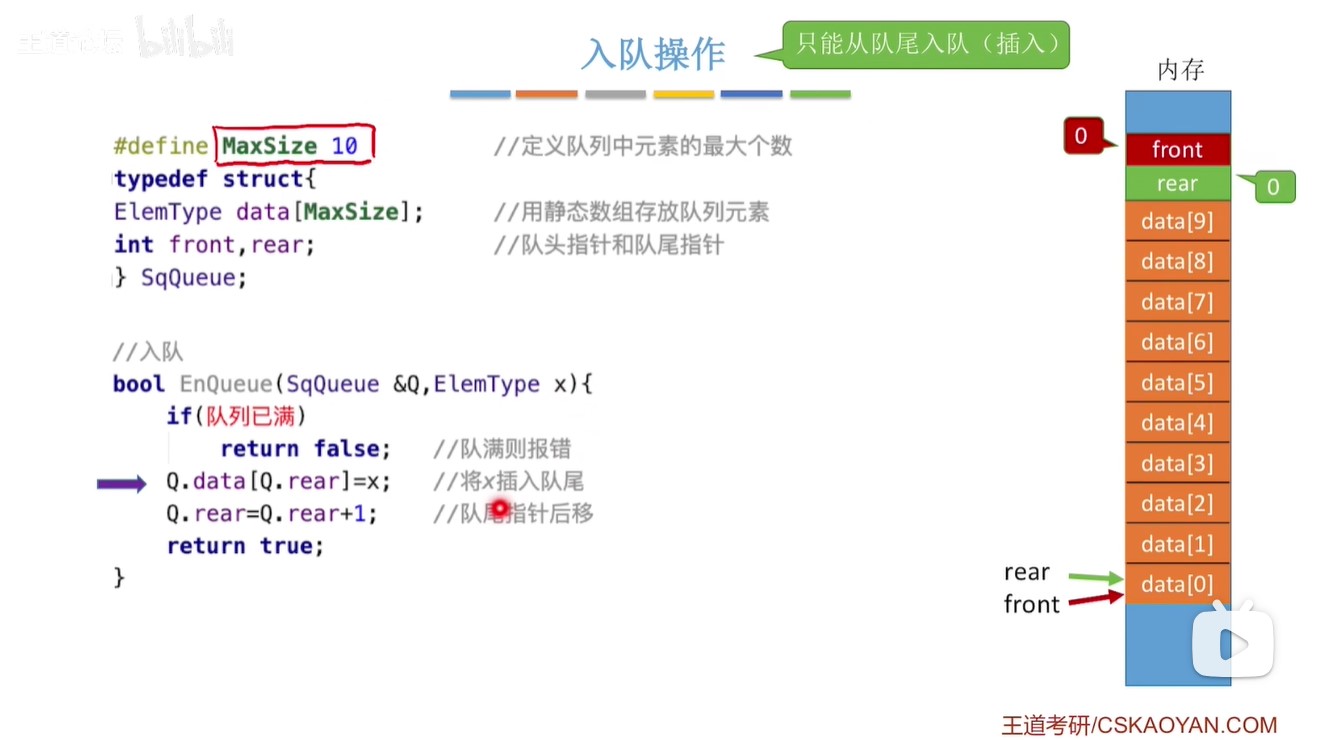 王道论坛 bilibili
入队操作
只能从队尾入队（插入）
#define MaxSize 10 //定义队列中元素的最大个数
typedef struct{
ElemType data[MaxSize]; //用静态数组存放队列元素
int front,rear; //队头指针和队尾指针
} SqQueue;
//入队
bool EnQueue(SqQueue &Q,ElemType x){
if(队列已满)
return false; //队满则报错
Q.data[Q.rear]=x; //将x插入队尾
Q.rear=Q.rear+1; //队尾指针后移
return true;
}
内存
0
front
rear
0
data[9]
data[8]
data[7]
data[6]
data[5]
data[4]
data[3]
data[2]
data[1]
data[0]
rear
front
王道考研/CSKAOYAN.COM